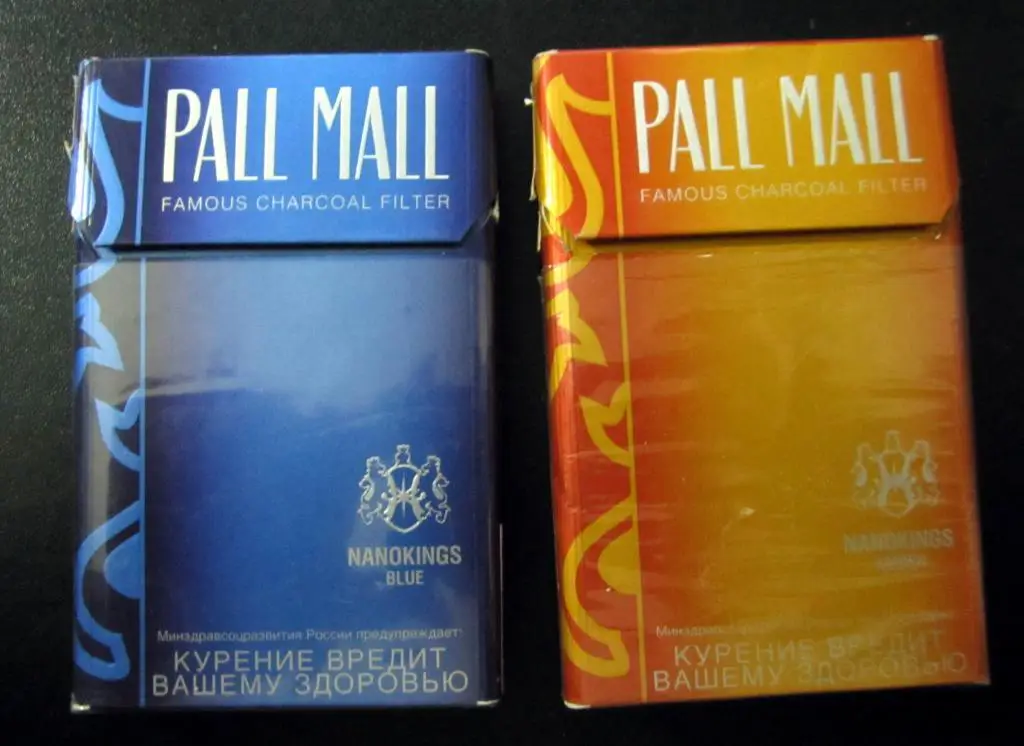 PALL MALL
FAMOUS CHARCOAL FILTER
NANOKINGS
BLUE
Минздравсоцразвития России предупреждает:
КУРЕНИЕ ВРЕДИТ
ВАШЕМУ ЗДОРОВЬЮ
PALL MALL
FAMOUS CHARCOAL FILTER
NANOKINGS
КУРЕНИЕ ВРЕДИТ
ВАШЕМУ ЗДОРОВЬЮ